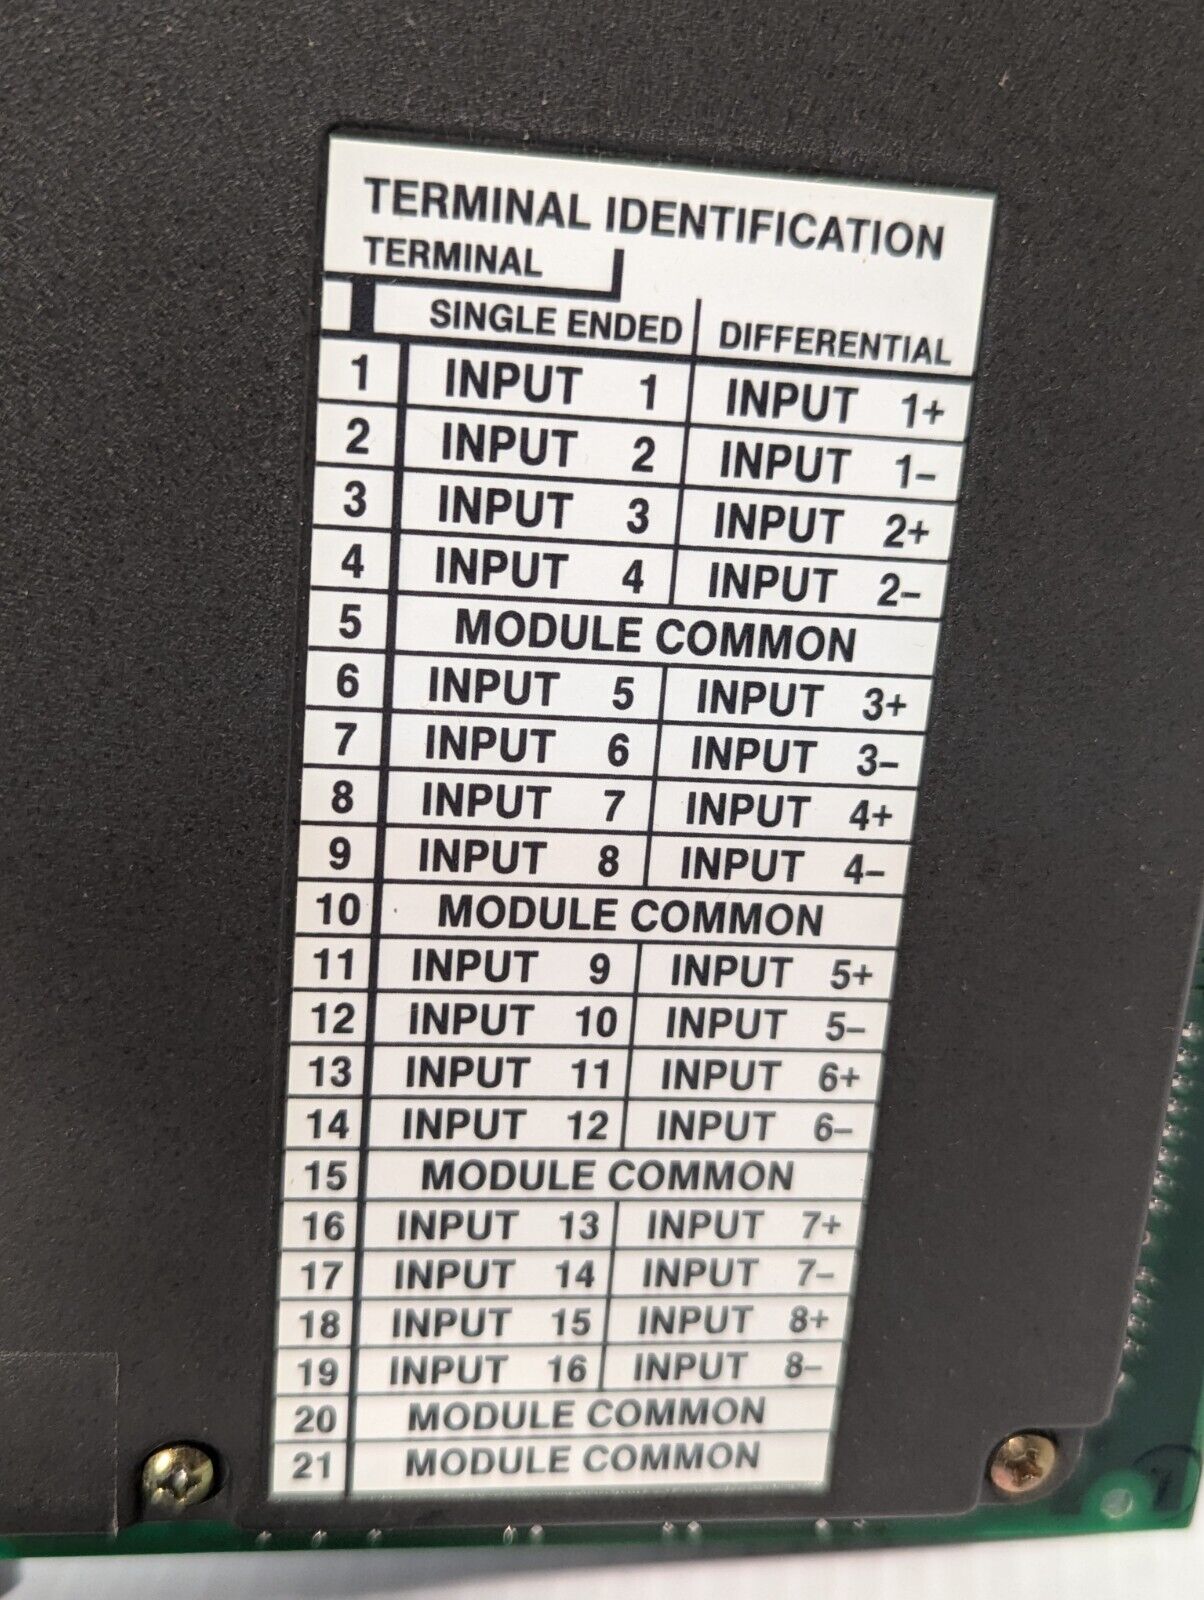 TERMINAL IDENTIFICATION
TERMINAL
SINGLE ENDED DIFFERENTIAL
1 INPUT 1 INPUT 1+
2 INPUT 2 INPUT 1–
3 INPUT 3 INPUT 2+
4 INPUT 4 INPUT 2–
5 MODULE COMMON
6 INPUT 5 INPUT 3+
7 INPUT 6 INPUT 3–
8 INPUT 7 INPUT 4+
9 INPUT 8 INPUT 4–
10 MODULE COMMON
11 INPUT 9 INPUT 5+
12 INPUT 10 INPUT 5–
13 INPUT 11 INPUT 6+
14 INPUT 12 INPUT 6–
15 MODULE COMMON
16 INPUT 13 INPUT 7+
17 INPUT 14 INPUT 7–
18 INPUT 15 INPUT 8+
19 INPUT 16 INPUT 8–
20 MODULE COMMON
21 MODULE COMMON